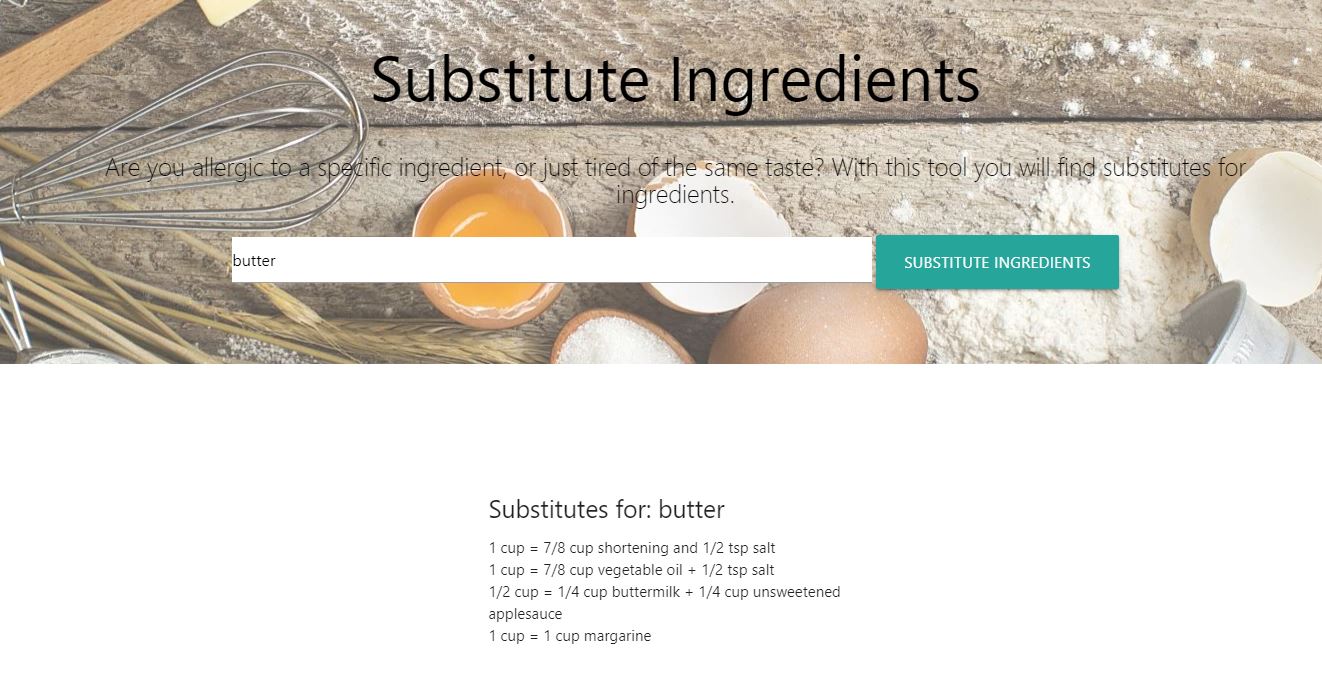 Substitute Ingredients
Are you allergic to a specific ingredient, or just tired of the same taste? With this tool you will find substitutes for
ingredients.
butter
SUBSTITUTE INGREDIENTS
Substitutes for: butter
1 cup = 7/8 cup shortening and 1/2 tsp salt
1 cup = 7/8 cup vegetable oil + 1/2 tsp salt
1/2 cup = 1/4 cup buttermilk + 1/4 cup unsweetened
applesauce
1 cup = 1 cup margarine